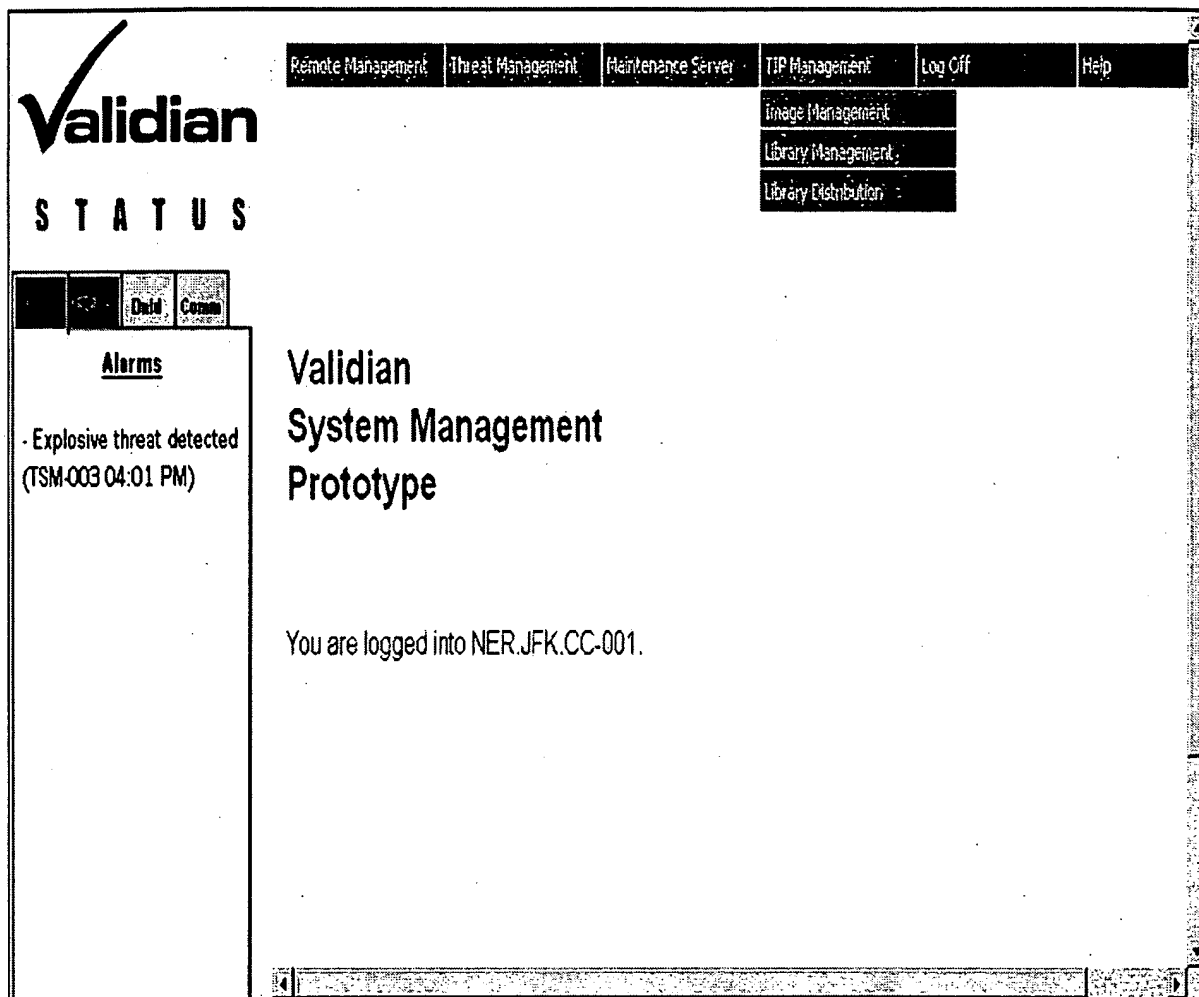 Validian
Remote Management Threat Management Maintenance Server TIP Management Log Off Help
Image Management
Library Management
Library Distribution
STATUS
Comm
Alarms
- Explosive threat detected
(TSM-003 04:01 PM)
Validian
System Management
Prototype
You are logged into NER.JFK.CC-001.